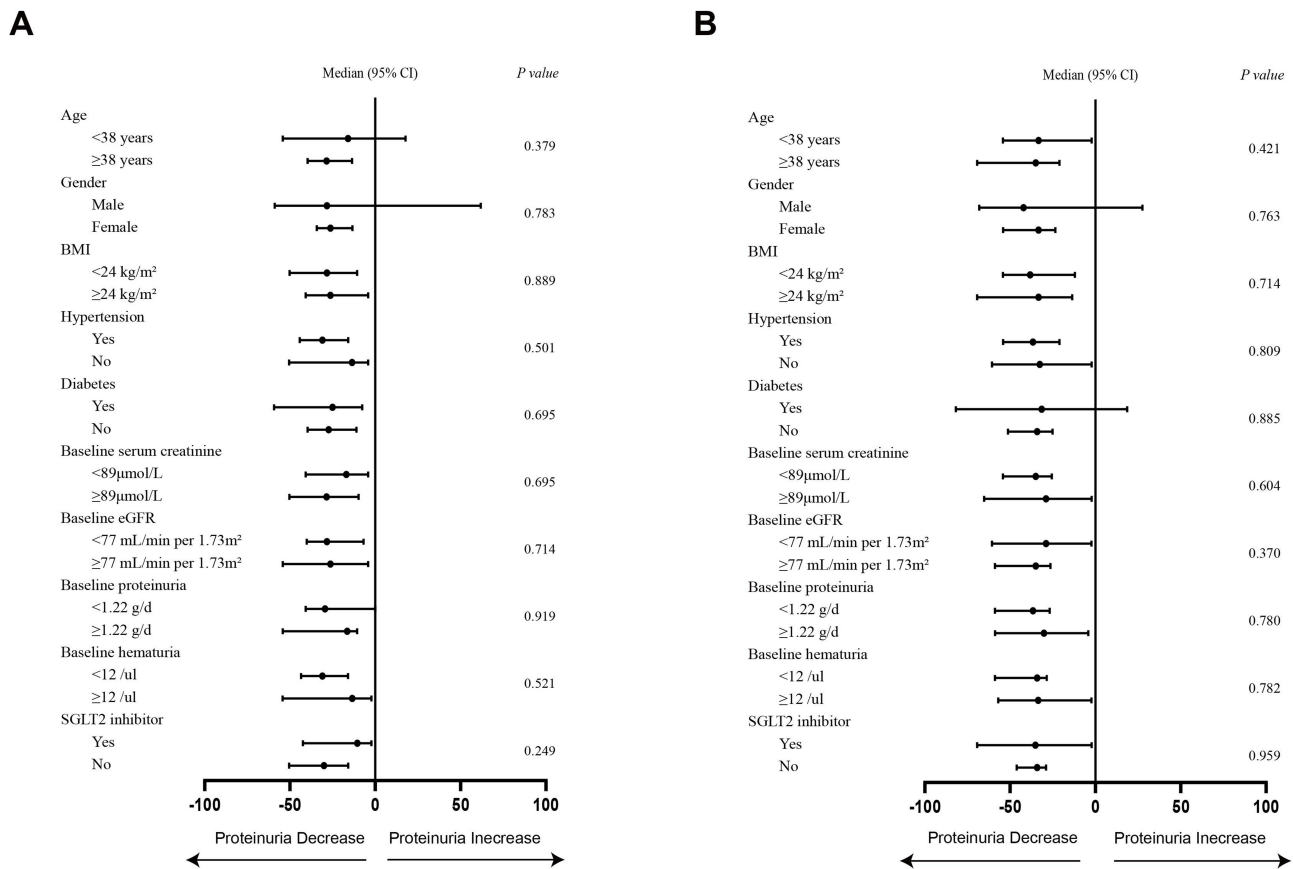 A
Median (95% CI) P value
Age
<38 years
0.379
≥38 years
Gender
Male
0.783
Female
BMI
<24 kg/m²
0.889
≥24 kg/m²
Hypertension
Yes
0.501
No
Diabetes
Yes
0.695
No
Baseline serum creatinine
<89μmol/L
0.695
≥89μmol/L
Baseline eGFR
<77 mL/min per 1.73m²
0.714
≥77 mL/min per 1.73m²
Baseline proteinuria
<1.22 g/d
0.919
≥1.22 g/d
Baseline hematuria
<12 /ul
0.521
≥12 /ul
SGLT2 inhibitor
Yes
0.249
No
-100 -50 0 50 100
Proteinuria Decrease Proteinuria Inecrease
B
Median (95% CI) P value
Age
<38 years
0.421
≥38 years
Gender
Male
0.763
Female
BMI
<24 kg/m²
0.714
≥24 kg/m²
Hypertension
Yes
0.809
No
Diabetes
Yes
0.885
No
Baseline serum creatinine
<89μmol/L
0.604
≥89μmol/L
Baseline eGFR
<77 mL/min per 1.73m²
0.370
≥77 mL/min per 1.73m²
Baseline proteinuria
<1.22 g/d
0.780
≥1.22 g/d
Baseline hematuria
<12 /ul
0.782
≥12 /ul
SGLT2 inhibitor
Yes
0.959
No
-100 -50 0 50 100
Proteinuria Decrease Proteinuria Inecrease